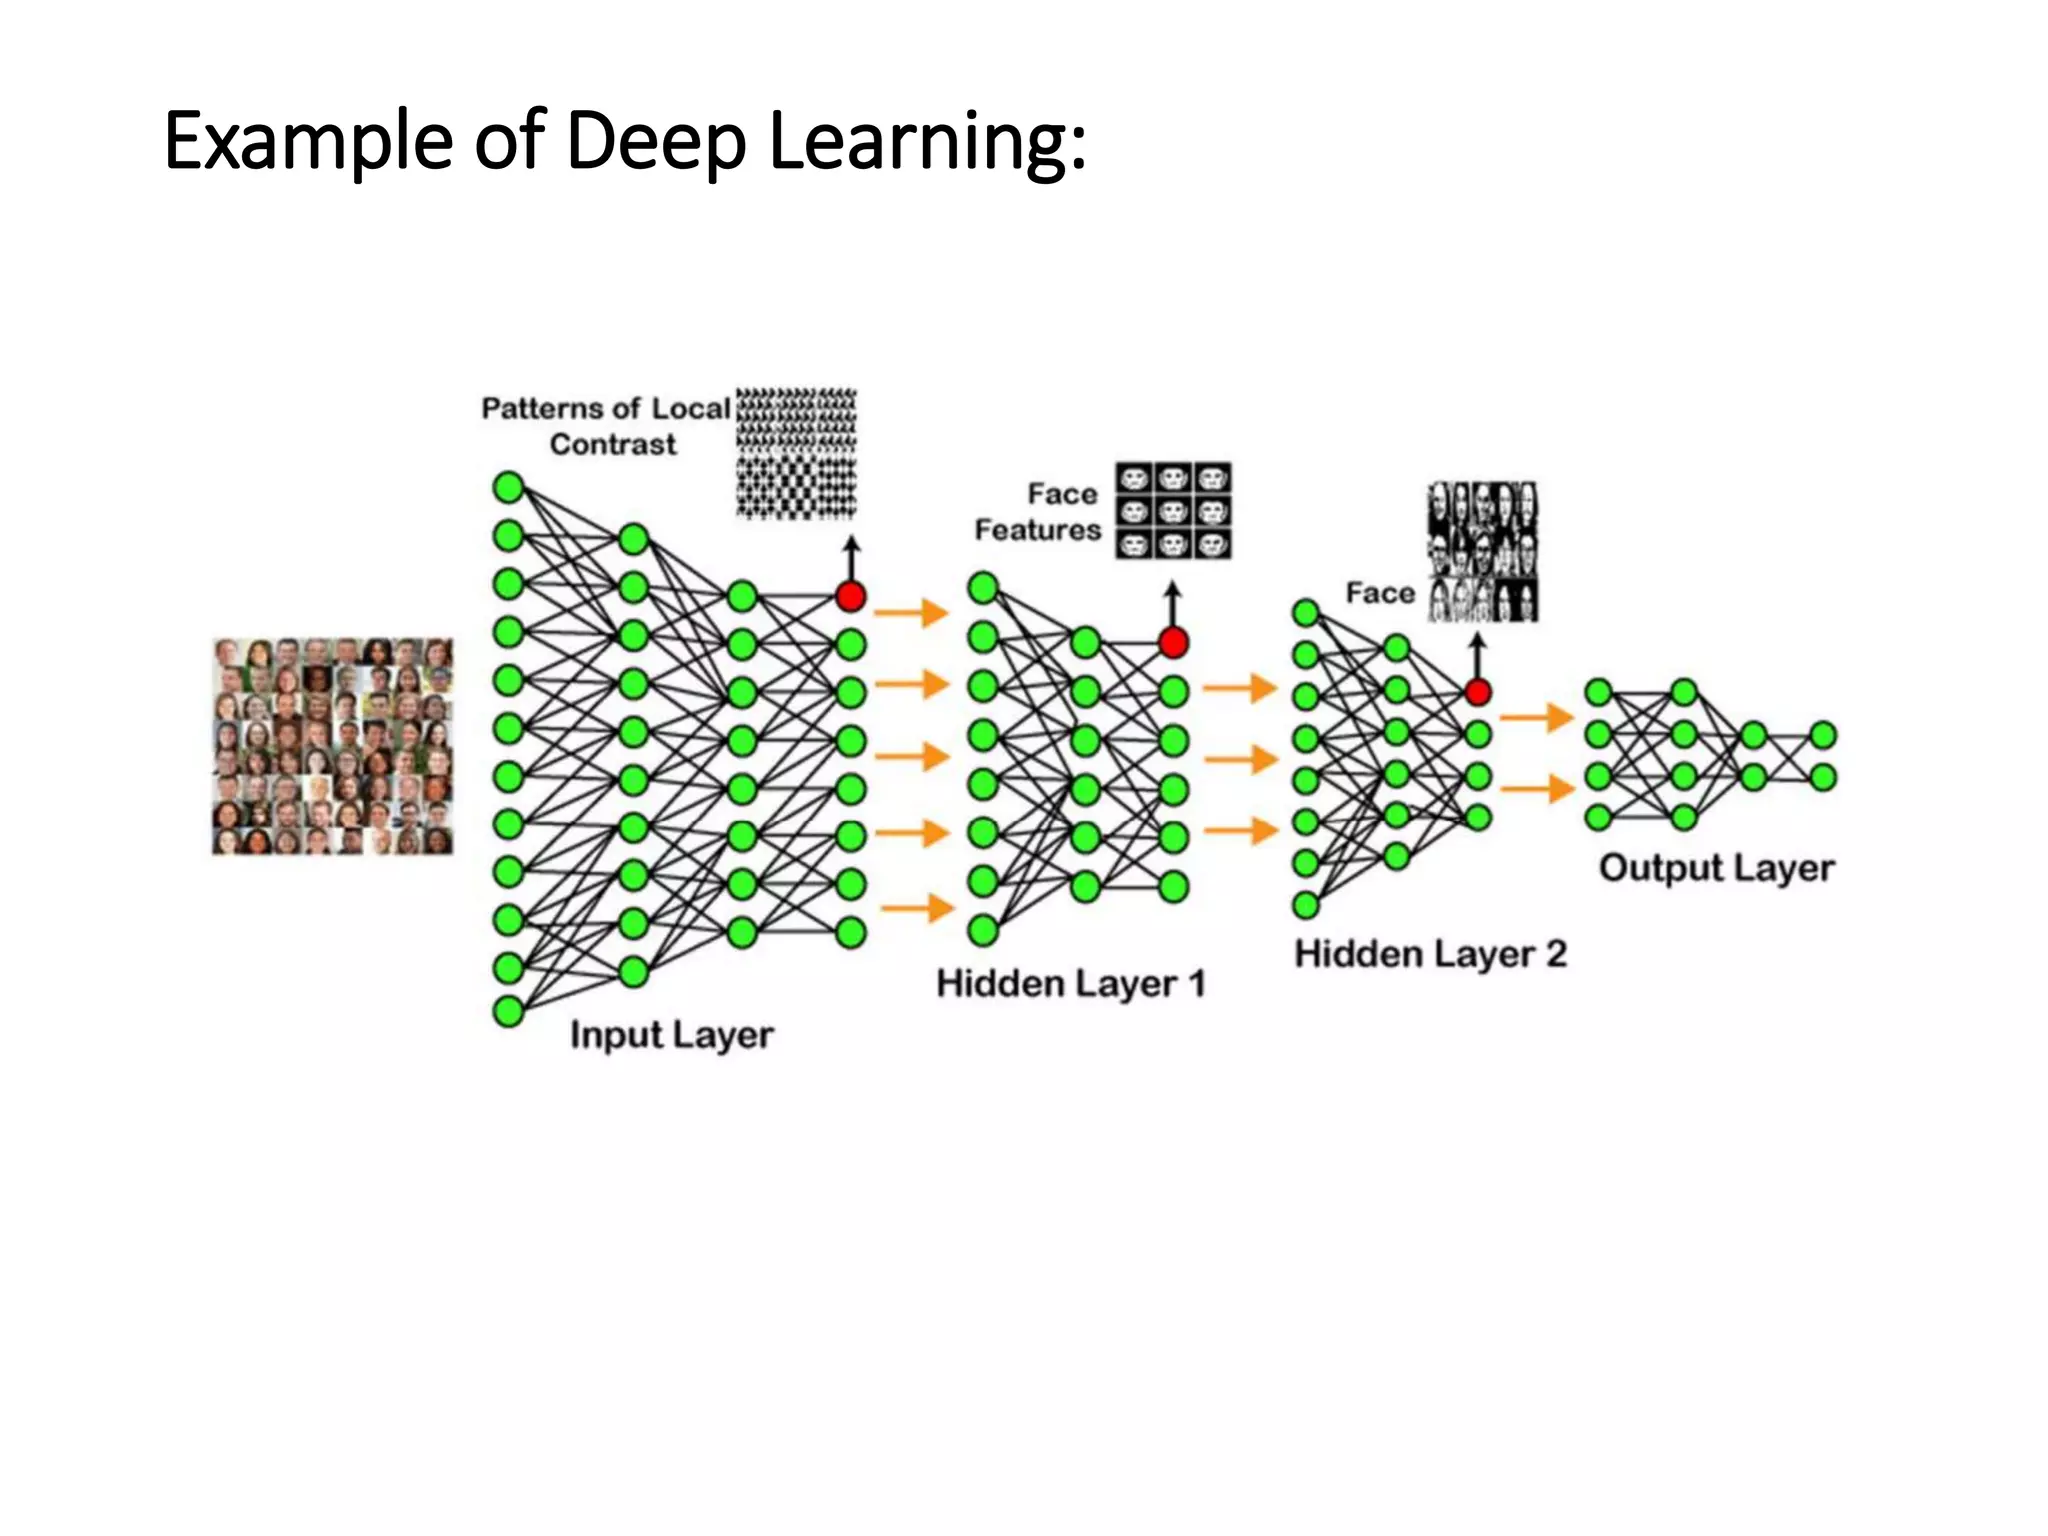 Example of Deep Learning:
Patterns of Local
Contrast
Face
Features
Face
Output Layer
Hidden Layer 2
Hidden Layer 1
Input Layer